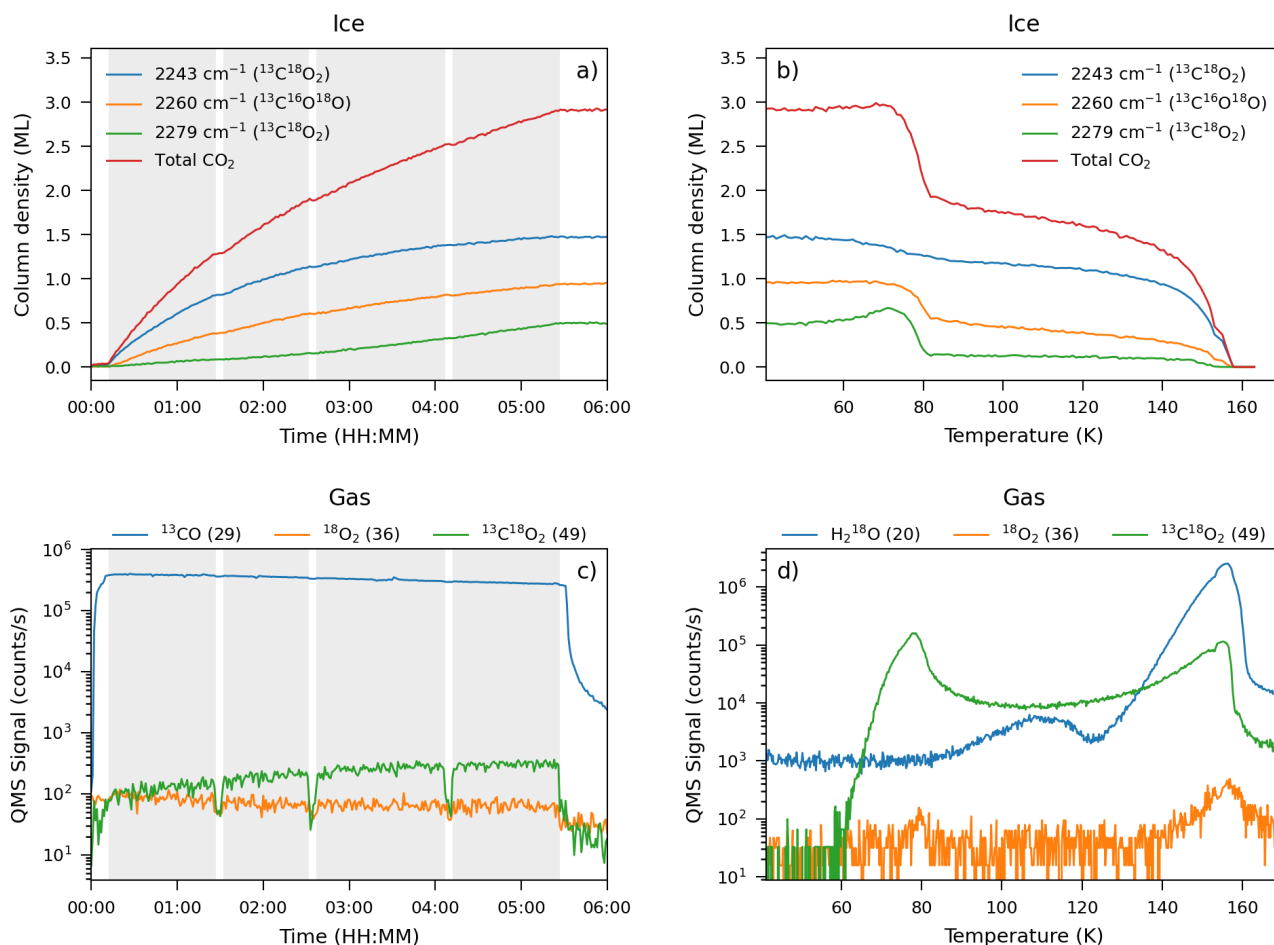 Ice
a)
2243 cm⁻¹ (¹³C¹⁸O₂)
2260 cm⁻¹ (¹³C¹⁶O¹⁸O)
2279 cm⁻¹ (¹³C¹⁸O₂)
Total CO₂
Column density (ML)
3.5
3.0
2.5
2.0
1.5
1.0
0.5
0.0
00:00 01:00 02:00 03:00 04:00 05:00 06:00
Time (HH:MM)
Ice
b)
2243 cm⁻¹ (¹³C¹⁸O₂)
2260 cm⁻¹ (¹³C¹⁶O¹⁸O)
2279 cm⁻¹ (¹³C¹⁸O₂)
Total CO₂
Column density (ML)
3.5
3.0
2.5
2.0
1.5
1.0
0.5
0.0
60 80 100 120 140 160
Temperature (K)
Gas
¹³CO (29) ¹⁸O₂ (36) ¹³C¹⁸O₂ (49)
c)
QMS Signal (counts/s)
10⁶
10⁵
10⁴
10³
10²
10¹
00:00 01:00 02:00 03:00 04:00 05:00 06:00
Time (HH:MM)
Gas
H₂¹⁸O (20) ¹⁸O₂ (36) ¹³C¹⁸O₂ (49)
d)
QMS Signal (counts/s)
10⁶
10⁵
10⁴
10³
10²
10¹
60 80 100 120 140 160
Temperature (K)